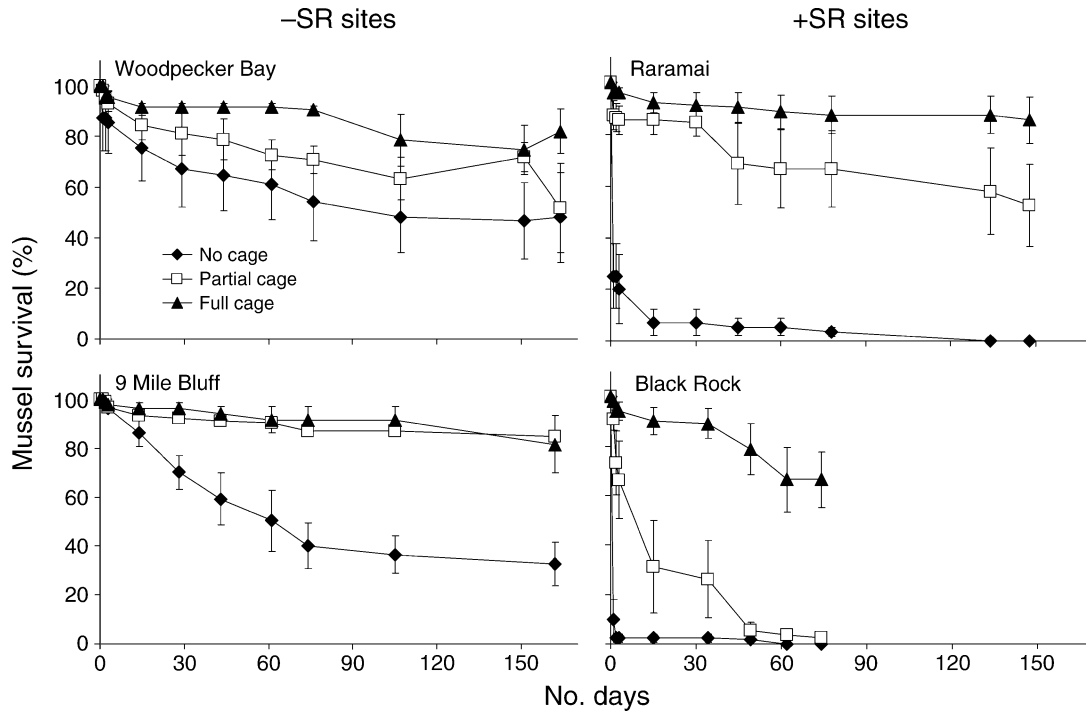 –SR sites
+SR sites
Woodpecker Bay
Raramai
100
80
60
40
20
0
No cage
Partial cage
Full cage
Mussel survival (%)
9 Mile Bluff
Black Rock
100
80
60
40
20
0
0 30 60 90 120 150
0 30 60 90 120 150
No. days